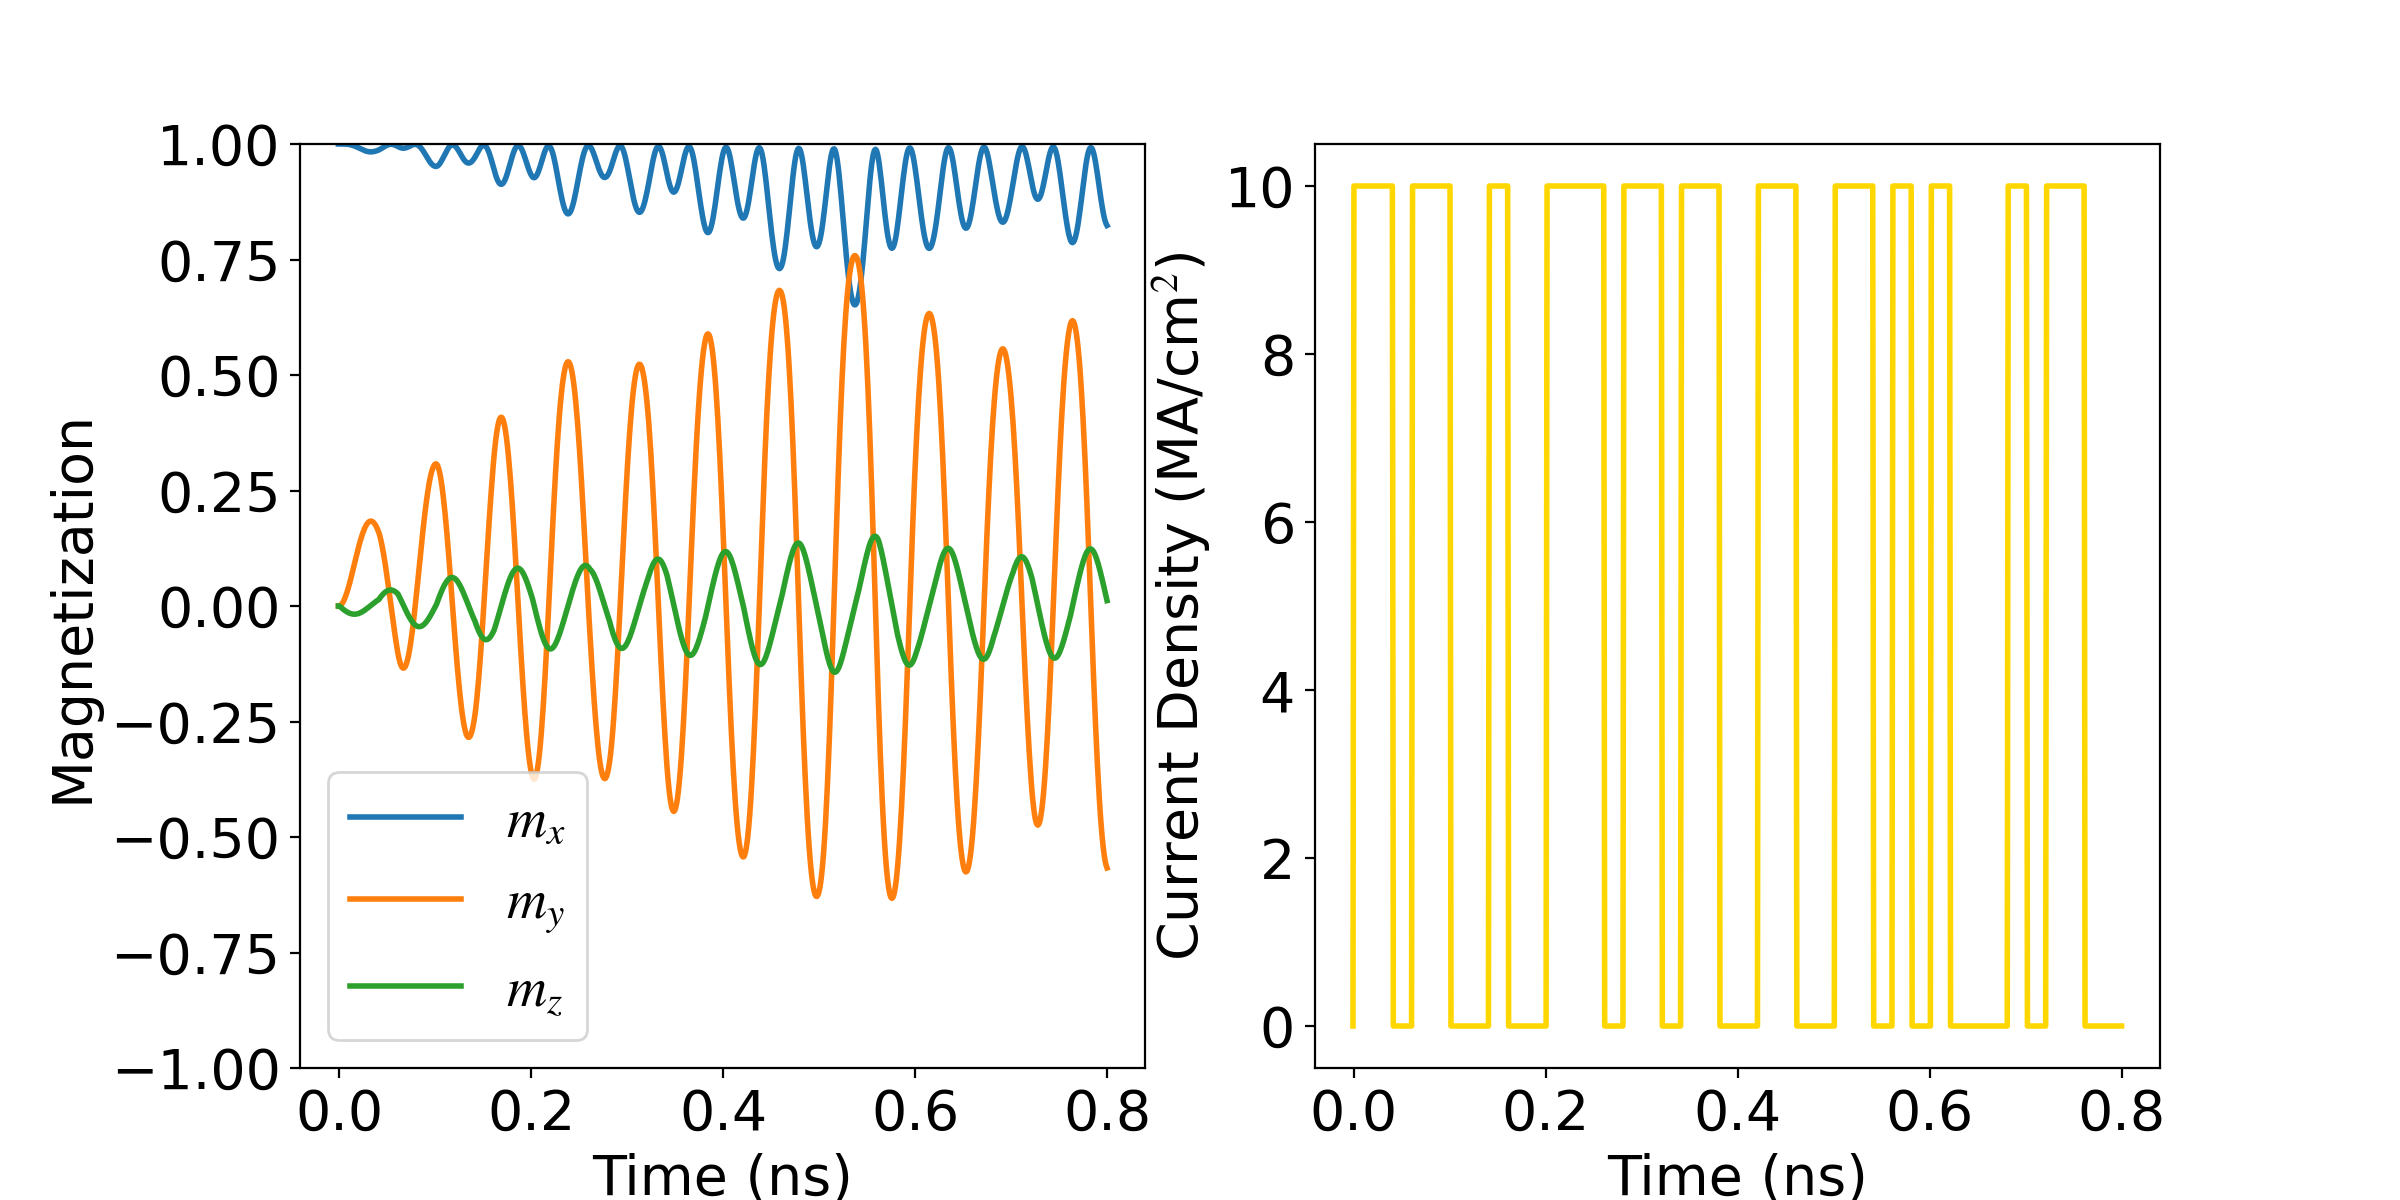 Magnetization
1.00
0.75
0.50
0.25
0.00
−0.25
−0.50
−0.75
−1.00
0.0 0.2 0.4 0.6 0.8
Time (ns)
m_x
m_y
m_z
Current Density (MA/cm²)
10
8
6
4
2
0
0.0 0.2 0.4 0.6 0.8
Time (ns)